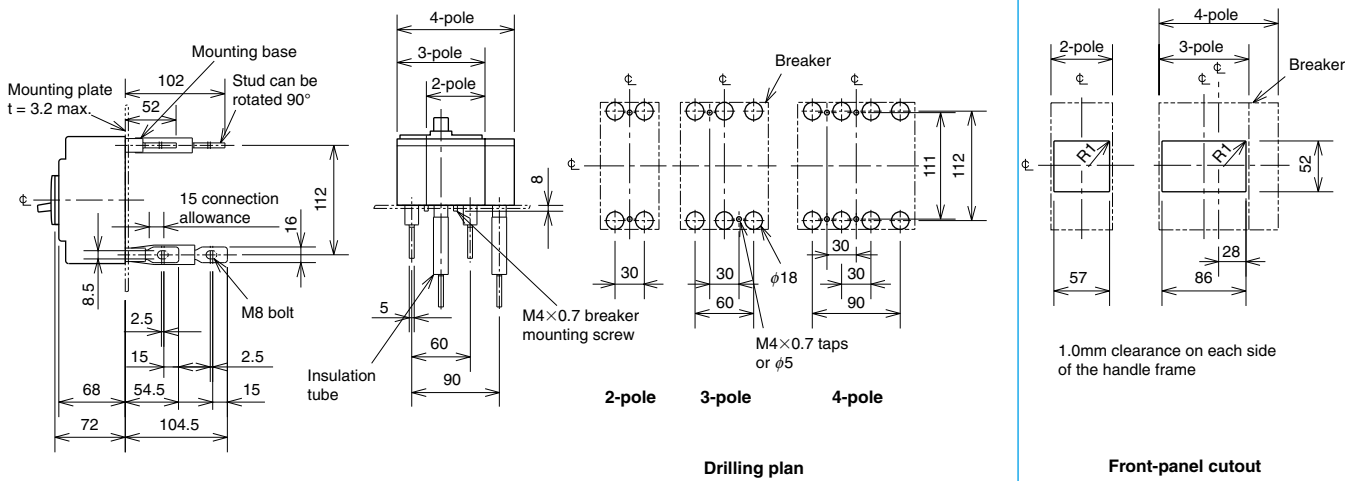 Mounting base
Mounting plate
t = 3.2 max.
102
52
Stud can be
rotated 90°
℄
15 connection
allowance
112
16
8.5
M8 bolt
2.5
15
2.5
68
54.5
15
72
104.5
4-pole
3-pole
2-pole
8
5
60
90
Insulation
tube
M4×0.7 breaker
mounting screw
Breaker
℄
℄
℄
℄
111
112
30
30
60
30
30
90
φ18
M4×0.7 taps
or φ5
2-pole
3-pole
4-pole
Drilling plan
4-pole
2-pole
3-pole
Breaker
℄
℄
℄
℄
R1
R1
52
28
57
86
1.0mm clearance on each side
of the handle frame
Front-panel cutout